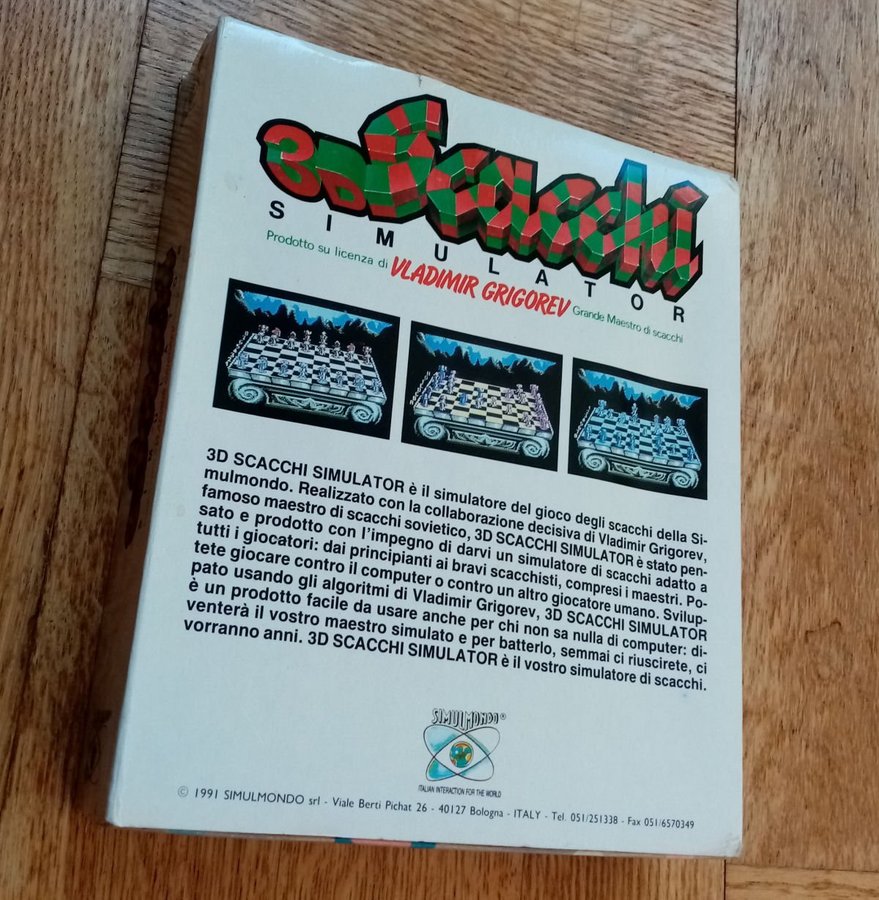 3D Scacchi
SIMULATOR
Prodotto su licenza di VLADIMIR GRIGOREV Grande Maestro di scacchi
3D SCACCHI SIMULATOR è il simulatore del gioco degli scacchi della Si-
mulmondo. Realizzato con la collaborazione decisiva di Vladimir Grigorev,
famoso maestro di scacchi sovietico, 3D SCACCHI SIMULATOR è stato pen-
sato e prodotto con l'impegno di darvi un simulatore di scacchi adatto a
tutti i giocatori: dai principianti ai bravi scacchisti, compresi i maestri. Po-
tete giocare contro il computer o contro un altro giocatore umano. Svilup-
pato usando gli algoritmi di Vladimir Grigorev, 3D SCACCHI SIMULATOR
è un prodotto facile da usare anche per chi non sa nulla di computer: di-
venterà il vostro maestro simulato e per batterlo, semmai ci riuscirete, ci
vorranno anni. 3D SCACCHI SIMULATOR è il vostro simulatore di scacchi.
SIMULMONDO®
ITALIAN INTERACTION FOR THE WORLD
© 1991 SIMULMONDO srl - Viale Berti Pichat 26 - 40127 Bologna - ITALY - Tel. 051/251338 - Fax 051/6570349